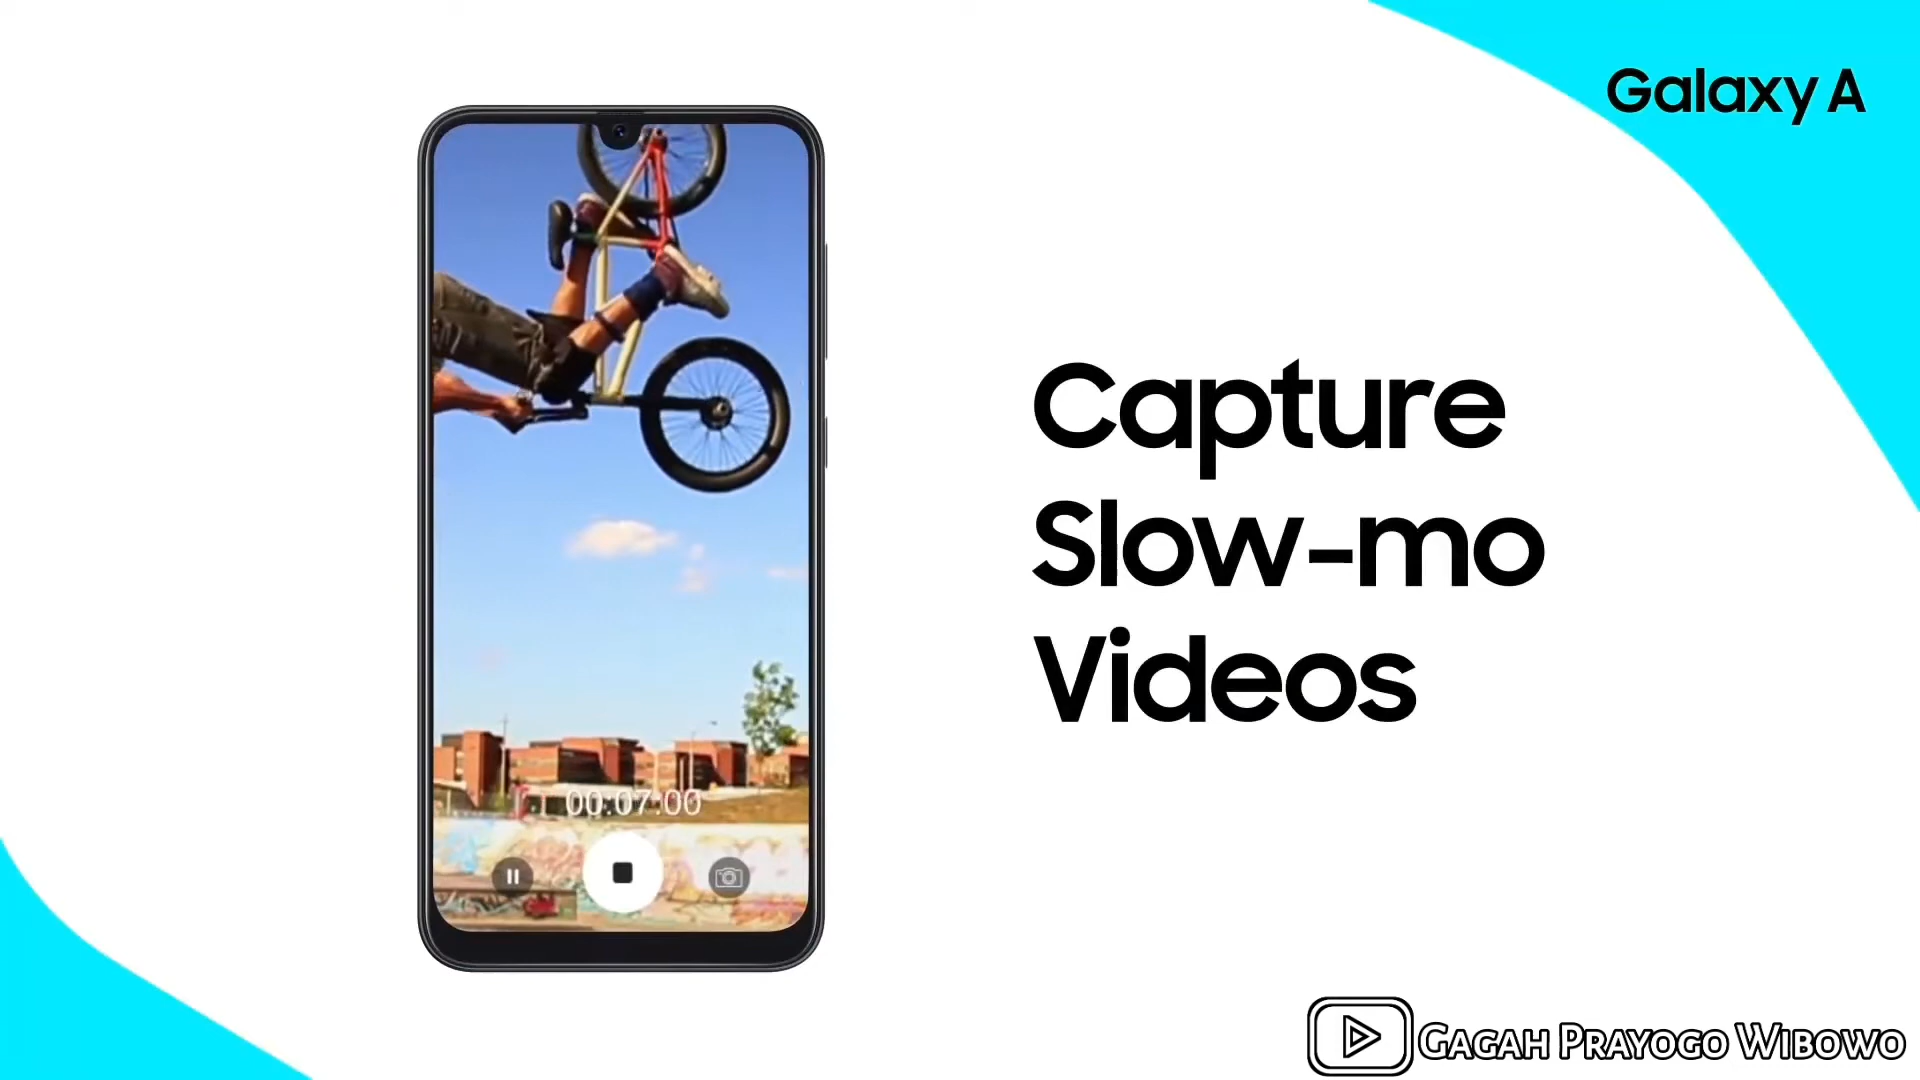 Galaxy A
Capture
Slow-mo
Videos
00:07:00
GAGAH PRAYOGO WIBOWO